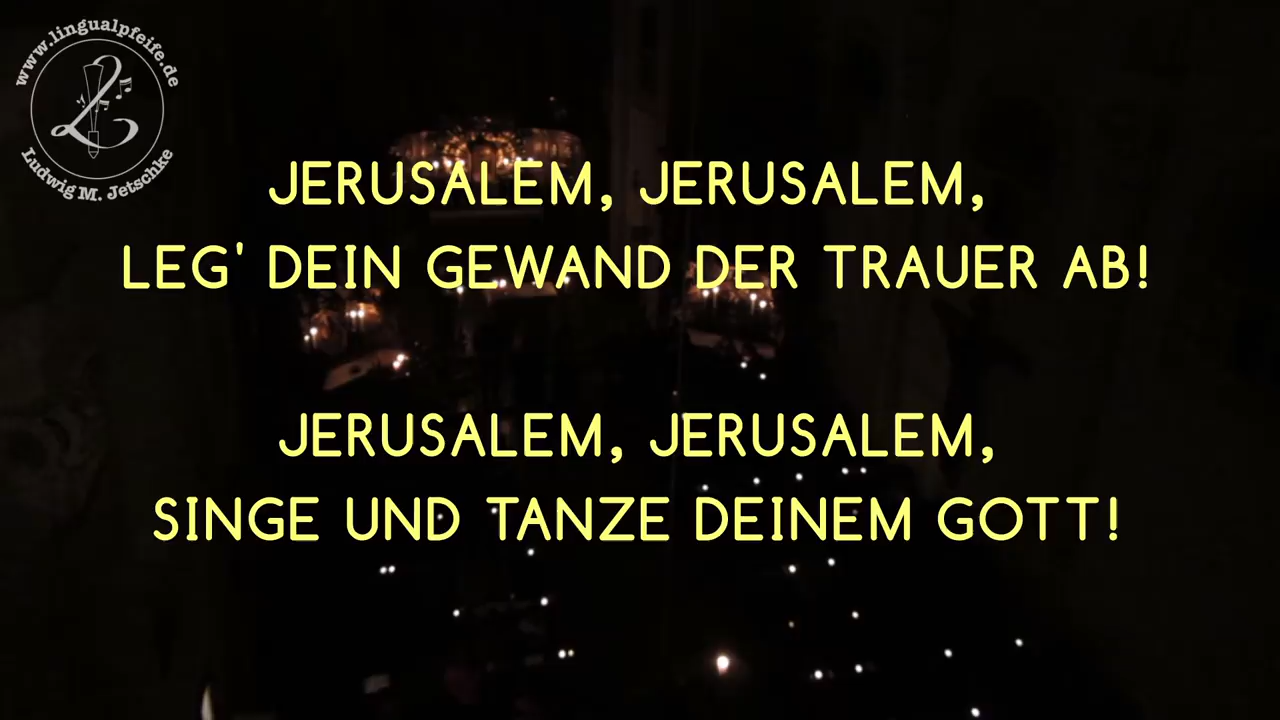 www.lingualpfeife.de
Ludwig M. Jetschke
JERUSALEM, JERUSALEM,
LEG' DEIN GEWAND DER TRAUER AB!
JERUSALEM, JERUSALEM,
SINGE UND TANZE DEINEM GOTT!